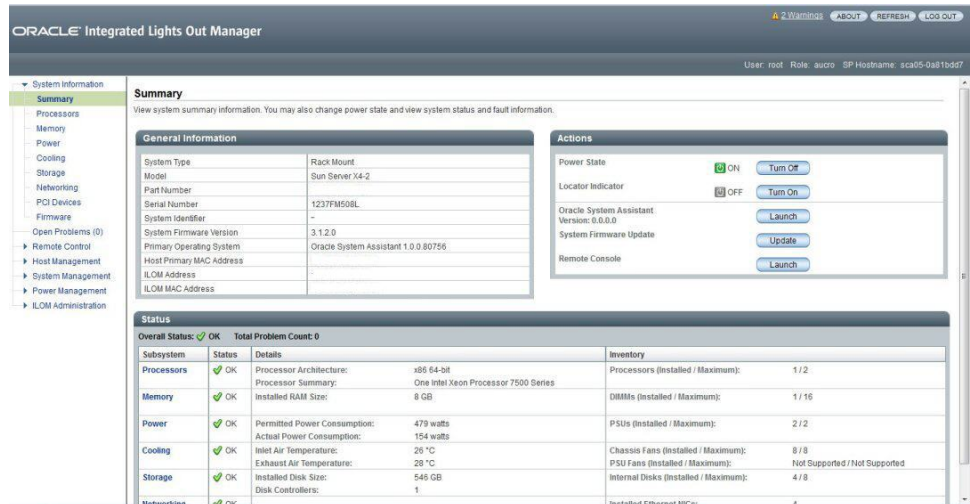 2 Warnings ABOUT REFRESH LOG OUT
ORACLE Integrated Lights Out Manager
User: root Role: aucro SP Hostname: sca05-0a81bdd7
System Information
Summary
Processors
Memory
Power
Cooling
Storage
Networking
PCI Devices
Firmware
Open Problems (0)
Remote Control
Host Management
System Management
Power Management
ILOM Administration
Summary
View system summary information. You may also change power state and view system status and fault information.
General Information
System Type Rack Mount
Model Sun Server X4-2
Part Number
Serial Number 1237FM508L
System Identifier -
System Firmware Version 3.1.2.0
Primary Operating System Oracle System Assistant 1.0.0.80756
Host Primary MAC Address
ILOM Address
ILOM MAC Address
Actions
Power State ON Turn Off
Locator Indicator OFF Turn On
Oracle System Assistant
Version: 0.0.0.0 Launch
System Firmware Update Update
Remote Console Launch
Status
Overall Status: OK Total Problem Count: 0
Subsystem Status Details Inventory
Processors OK Processor Architecture: x86 64-bit Processors (Installed / Maximum): 1 / 2
Processor Summary: One Intel Xeon Processor 7500 Series
Memory OK Installed RAM Size: 8 GB DIMMs (Installed / Maximum): 1 / 16
Power OK Permitted Power Consumption: 479 watts PSUs (Installed / Maximum): 2 / 2
Actual Power Consumption: 154 watts
Cooling OK Inlet Air Temperature: 26 °C Chassis Fans (Installed / Maximum): 8 / 8
Exhaust Air Temperature: 28 °C PSU Fans (Installed / Maximum): Not Supported / Not Supported
Storage OK Installed Disk Size: 546 GB Internal Disks (Installed / Maximum): 4 / 8
Disk Controllers: 1
Networking OK Installed Ethernet NICs: 4